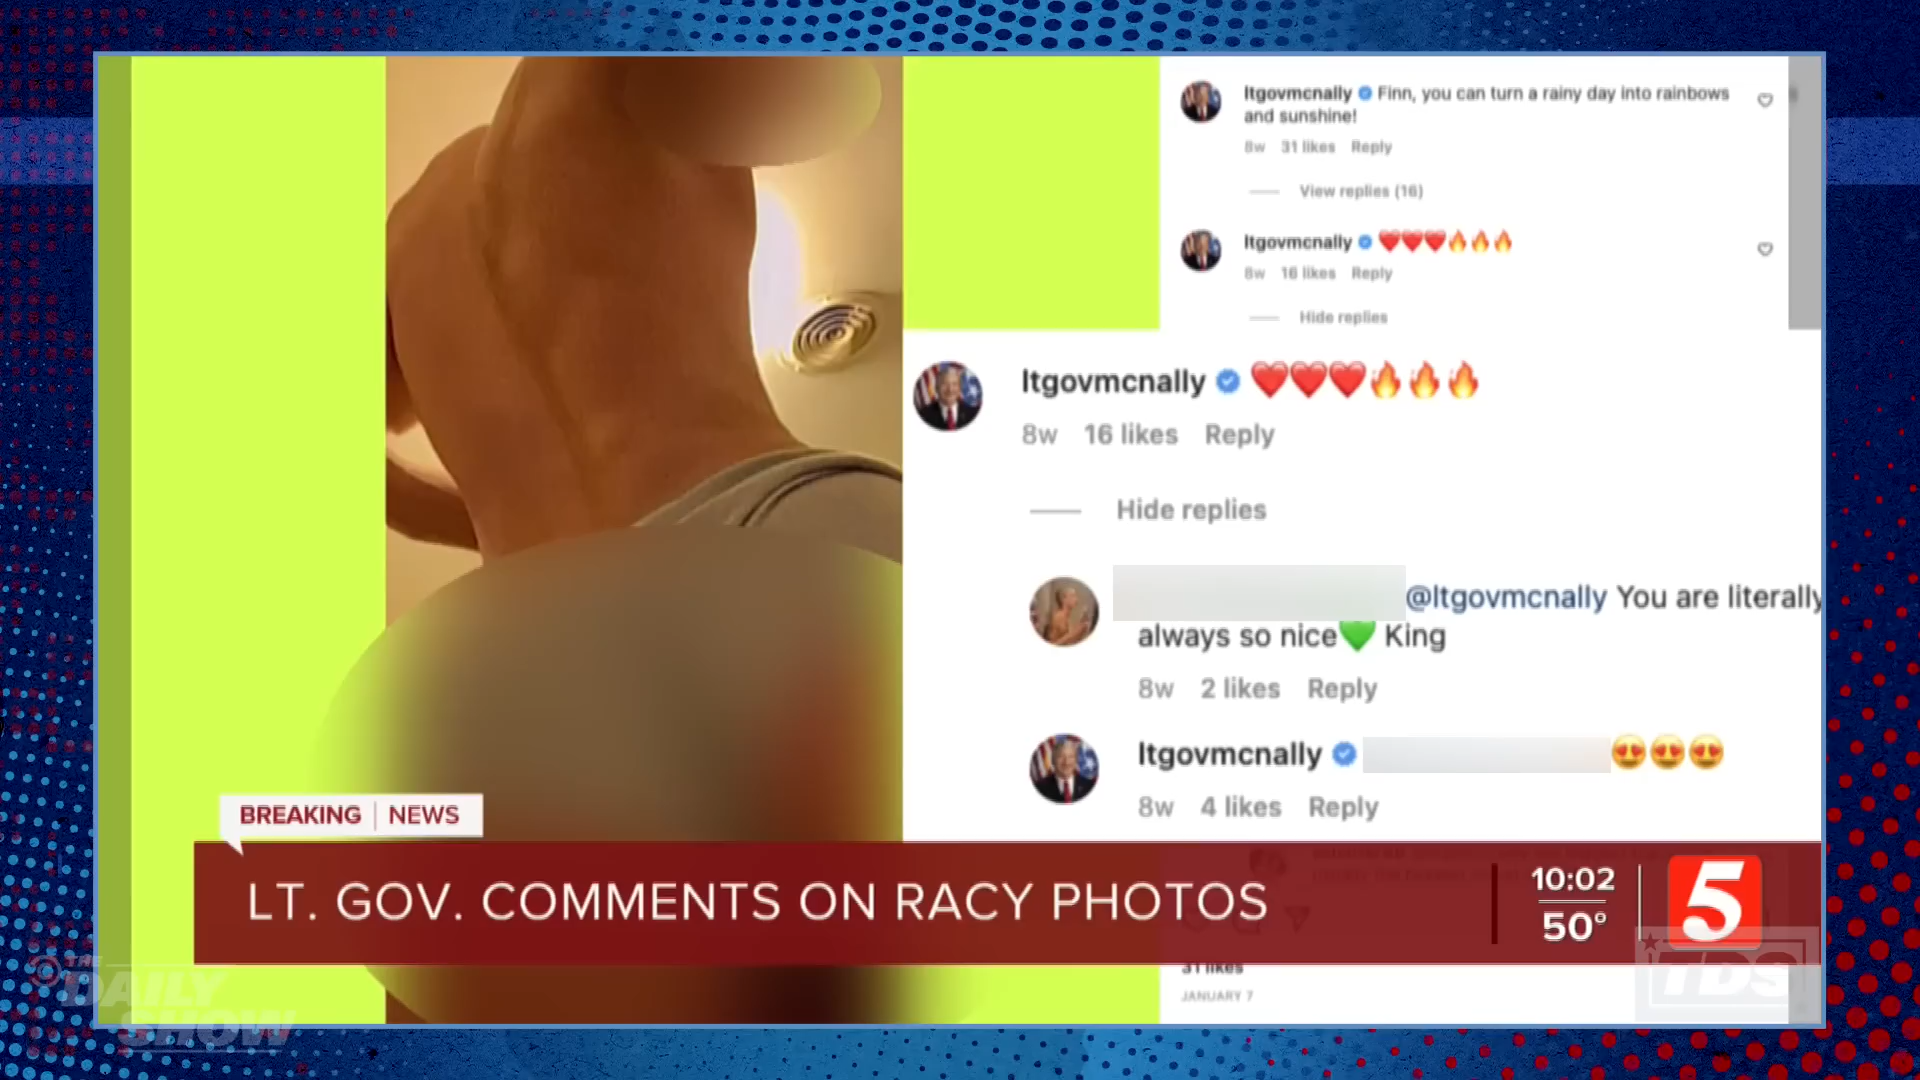 ltgovmcnally Finn, you can turn a rainy day into rainbows
and sunshine!
8w 31 likes Reply
View replies (16)
ltgovmcnally ❤️❤️❤️🔥🔥🔥
8w 16 likes Reply
Hide replies
ltgovmcnally ❤️❤️❤️🔥🔥🔥
8w 16 likes Reply
Hide replies
@ltgovmcnally You are literally
always so nice💚 King
8w 2 likes Reply
ltgovmcnally 😍😍😍
8w 4 likes Reply
BREAKING | NEWS
LT. GOV. COMMENTS ON RACY PHOTOS
10:02
50°
5
31 likes
JANUARY 7
THE
DAILY
SHOW
TDS